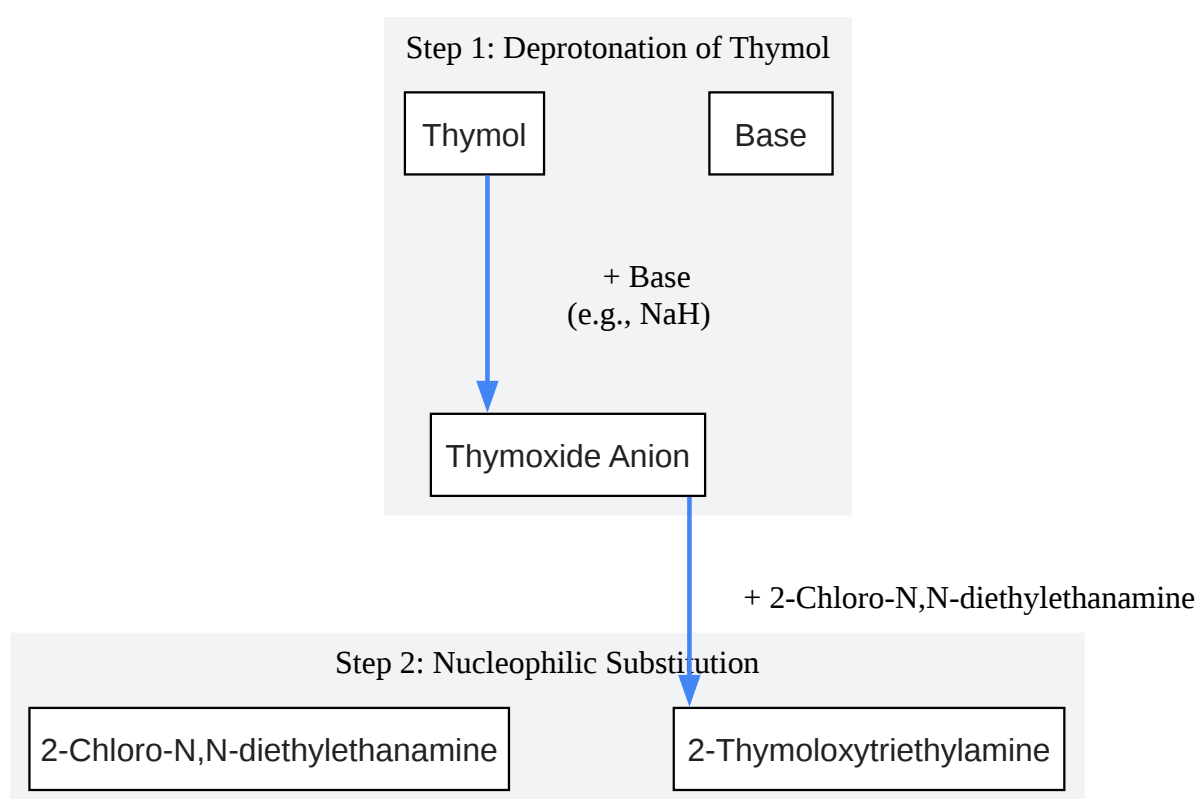 Step 1: Deprotonation of Thymol
Thymol
Base
+ Base
(e.g., NaH)
Thymoxide Anion
+ 2-Chloro-N,N-diethylethanamine
Step 2: Nucleophilic Substitution
2-Chloro-N,N-diethylethanamine
2-Thymoloxytriethylamine